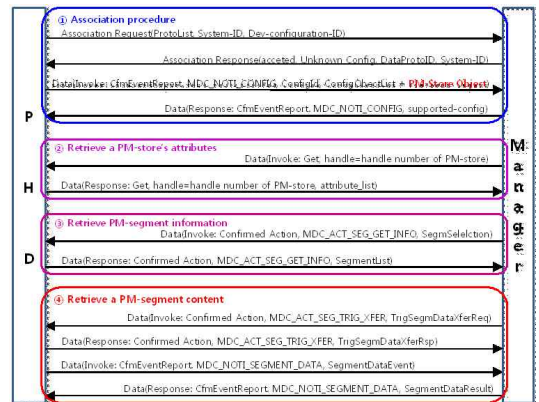 ① Association procedure
Association Request(ProtoList, System-ID, Dev-configuration-ID)
Association Response(acceted, Unknown Config, DataProtoID, System-ID)
Data(Invoke: CfmEventReport, MDC_NOTI_CONFIG, ConfigId, ConfigObectList + PM-Store Object)
Data(Response: CfmEventReport, MDC_NOTI_CONFIG, supported-config)
② Retrieve a PM-store's attributes
Data(Invoke: Get, handle=handle number of PM-store)
Data(Response: Get, handle=handle number of PM-store, attribute_list)
③ Retrieve PM-segment information
Data(Invoke: Confirmed Action, MDC_ACT_SEG_GET_INFO, SegmSelelction)
Data(Response: Confirmed Action, MDC_ACT_SEG_GET_INFO, SegmentList)
④ Retrieve a PM-segment content
Data(Invoke: Confirmed Action, MDC_ACT_SEG_TRIG_XFER, TrigSegmDataXferReq)
Data(Response: Confirmed Action, MDC_ACT_SEG_TRIG_XFER, TrigSegmDataXferRsp)
Data(Invoke: CfmEventReport, MDC_NOTI_SEGMENT_DATA, SegmentDataEvent)
Data(Response: CfmEventReport, MDC_NOTI_SEGMENT_DATA, SegmentDataResult)
P
H
D
Manager